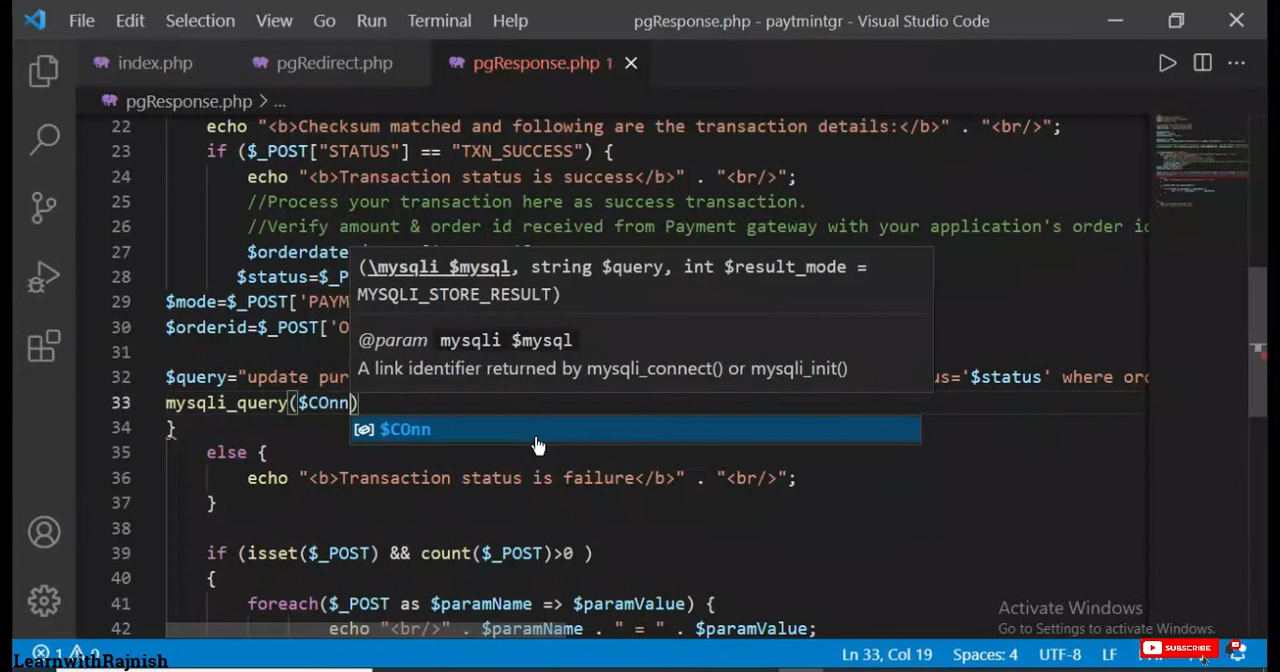 File Edit Selection View Go Run Terminal Help pgResponse.php - paytmintgr - Visual Studio Code
index.php pgRedirect.php pgResponse.php 1
pgResponse.php > ...
22 echo "<b>Checksum matched and following are the transaction details:</b>" . "<br/>";
23 if ($_POST["STATUS"] == "TXN_SUCCESS") {
24 echo "<b>Transaction status is success</b>" . "<br/>";
25 //Process your transaction here as success transaction.
26 //Verify amount & order id received from Payment gateway with your application's order id
27 $orderdate
(\mysqli $mysql, string $query, int $result_mode =
28 $status=$_P
MYSQLI_STORE_RESULT)
29 $mode=$_POST['PAYM
30 $orderid=$_POST['O
@param mysqli $mysql
31
A link identifier returned by mysqli_connect() or mysqli_init()
32 $query="update pur us='$status' where orc
33 mysqli_query($COnn)
34 }
$COnn
35 else {
36 echo "<b>Transaction status is failure</b>" . "<br/>";
37 }
38
39 if (isset($_POST) && count($_POST)>0 )
40 {
41 foreach($_POST as $paramName => $paramValue) {
42 echo "<br/>" . $paramName . " = " . $paramValue;
Activate Windows
Go to Settings to activate Windows.
SUBSCRIBE
1 Ln 33, Col 19 Spaces: 4 UTF-8 LF
LearnwithRajnish